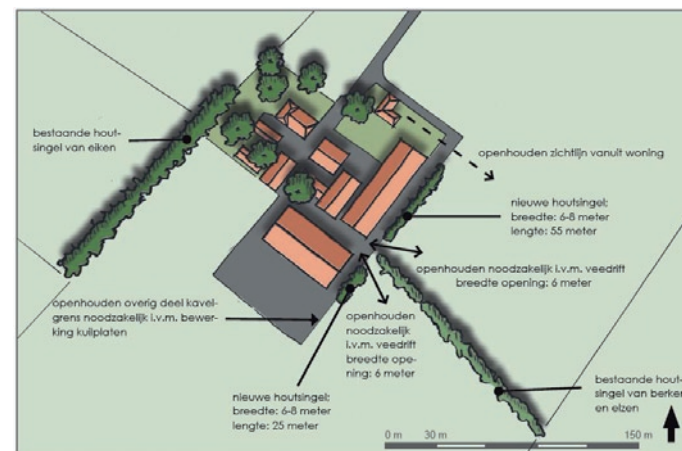 bestaande hout-
singel van eiken
openhouden zichtlijn vanuit woning
nieuwe houtsingel;
breedte: 6-8 meter
lengte: 55 meter
openhouden noodzakelijk i.v.m. veedrift
breedte opening: 6 meter
openhouden overig deel kavel-
grens noodzakelijk i.v.m. bewer-
king kuilplaten
openhouden
noodzakelijk
i.v.m. veedrift
breedte ope-
ning: 6 meter
nieuwe houtsingel;
breedte: 6-8 meter
lengte: 25 meter
bestaande hout-
singel van berken
en elzen
0 m 30 m 150 m